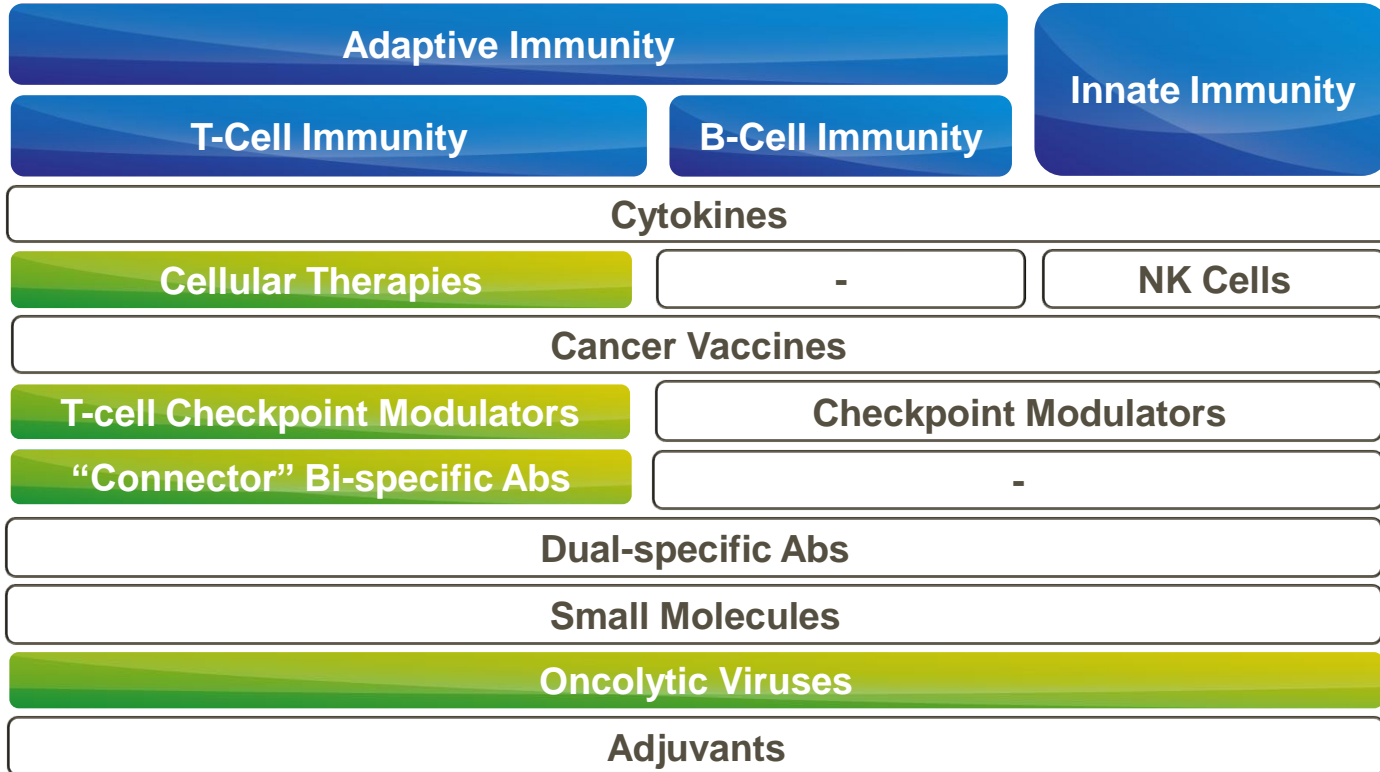 Adaptive Immunity
Innate Immunity
T-Cell Immunity
B-Cell Immunity
Cytokines
Cellular Therapies
-
NK Cells
Cancer Vaccines
T-cell Checkpoint Modulators
Checkpoint Modulators
“Connector” Bi-specific Abs
-
Dual-specific Abs
Small Molecules
Oncolytic Viruses
Adjuvants